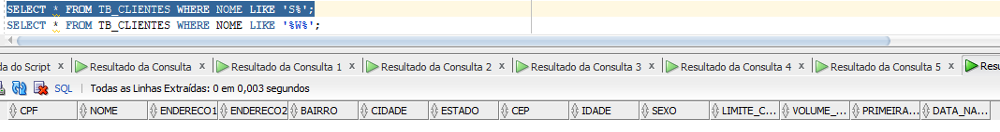 SELECT * FROM TB_CLIENTES WHERE NOME LIKE 'S%';
SELECT * FROM TB_CLIENTES WHERE NOME LIKE '%W%';
da do Script x Resultado da Consulta x Resultado da Consulta 1 x Resultado da Consulta 2 x Resultado da Consulta 3 x Resultado da Consulta 4 x Resultado da Consulta 5 x Resu
SQL | Todas as Linhas Extraídas: 0 em 0,003 segundos
CPF NOME ENDERECO1 ENDERECO2 BAIRRO CIDADE ESTADO CEP IDADE SEXO LIMITE_C... VOLUME_... PRIMEIRA... DATA_NA...